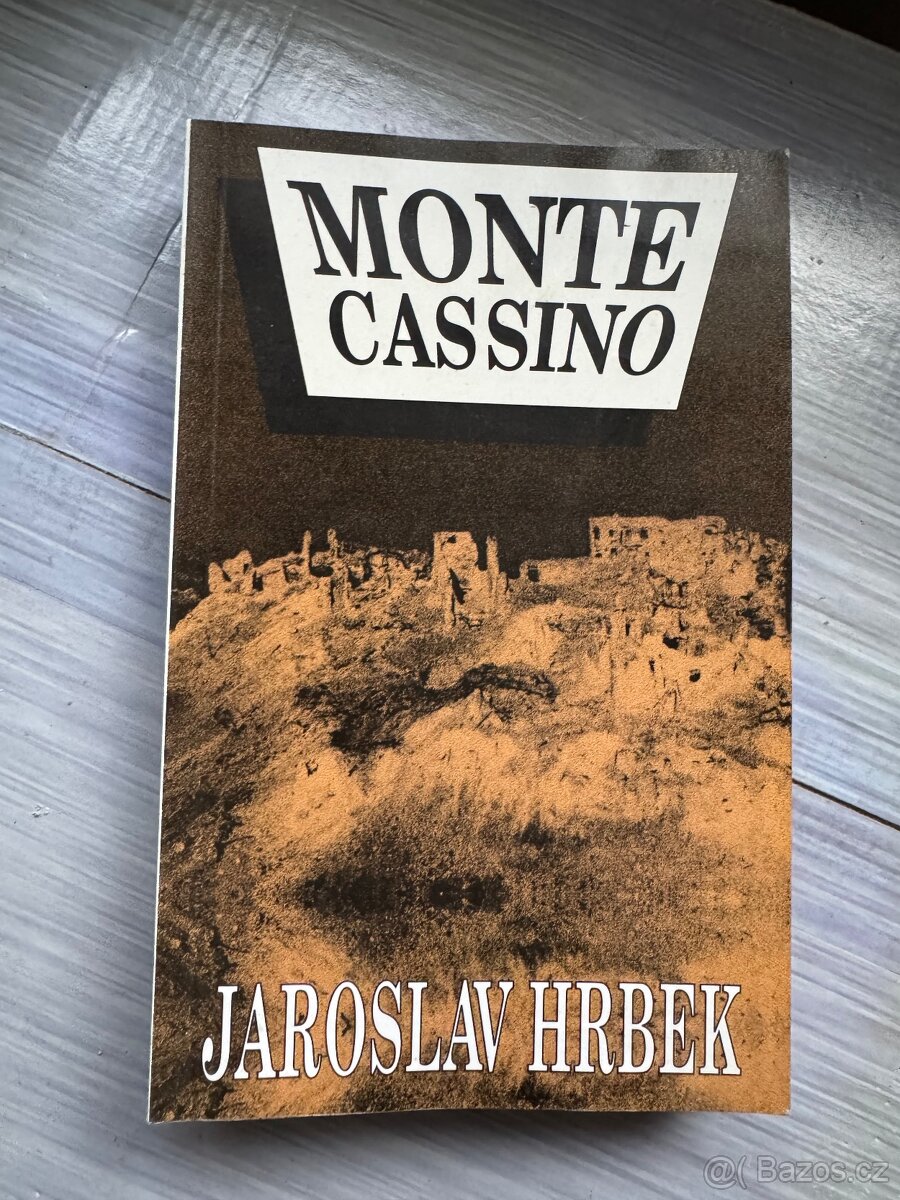 MONTE
CASSINO
JAROSLAV HRBEK
@( Bazos.cz